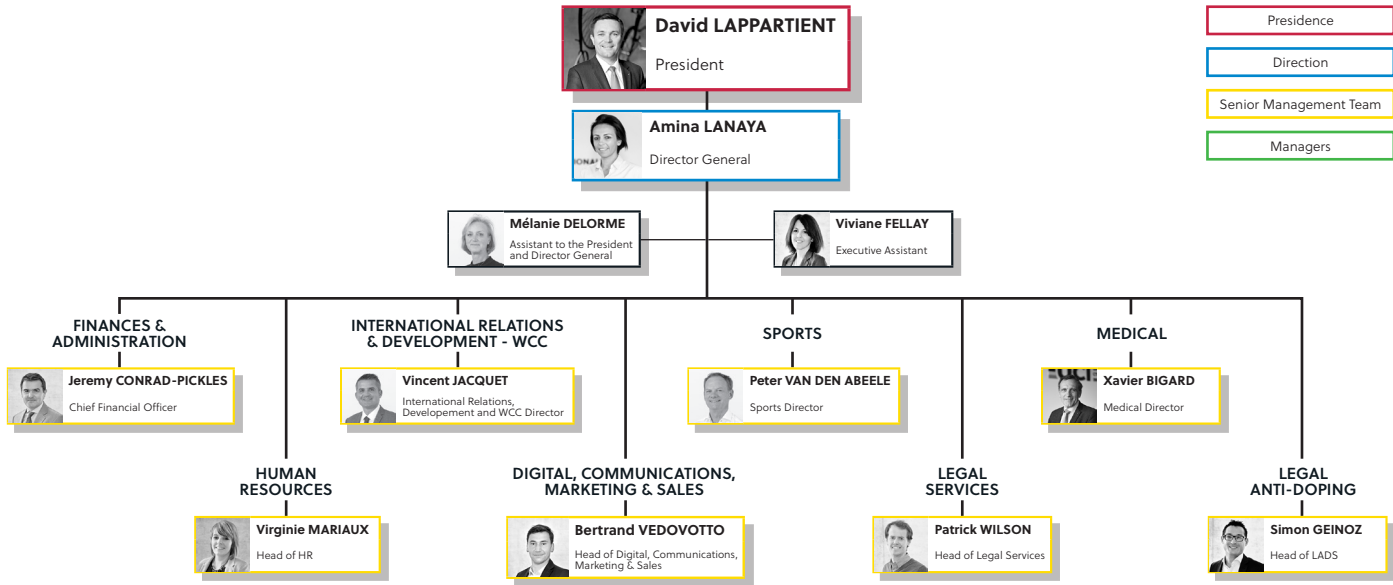 David LAPPARTIENT
President
Presidence
Direction
Senior Management Team
Managers
Amina LANAYA
Director General
Mélanie DELORME
Assistant to the President
and Director General
Viviane FELLAY
Executive Assistant
FINANCES &
ADMINISTRATION
Jeremy CONRAD-PICKLES
Chief Financial Officer
INTERNATIONAL RELATIONS
& DEVELOPMENT - WCC
Vincent JACQUET
International Relations,
Developement and WCC Director
SPORTS
Peter VAN DEN ABEELE
Sports Director
MEDICAL
Xavier BIGARD
Medical Director
HUMAN
RESOURCES
Virginie MARIAUX
Head of HR
DIGITAL, COMMUNICATIONS,
MARKETING & SALES
Bertrand VEDOVOTTO
Head of Digital, Communications,
Marketing & Sales
LEGAL
SERVICES
Patrick WILSON
Head of Legal Services
LEGAL
ANTI-DOPING
Simon GEINOZ
Head of LADS